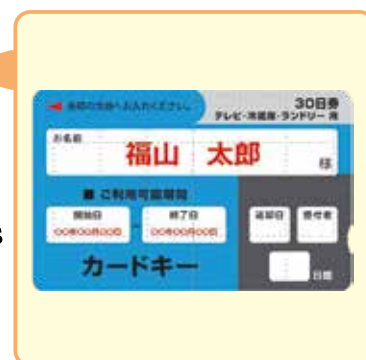 30日券
テレビ・冷蔵庫・ランドリー 用
お名前
福山 太郎 様
■ ご利用可能期間
開始日
終了日
返却日
受付者
00年00月00日
~
00年00月00日
カードキー
日間
s